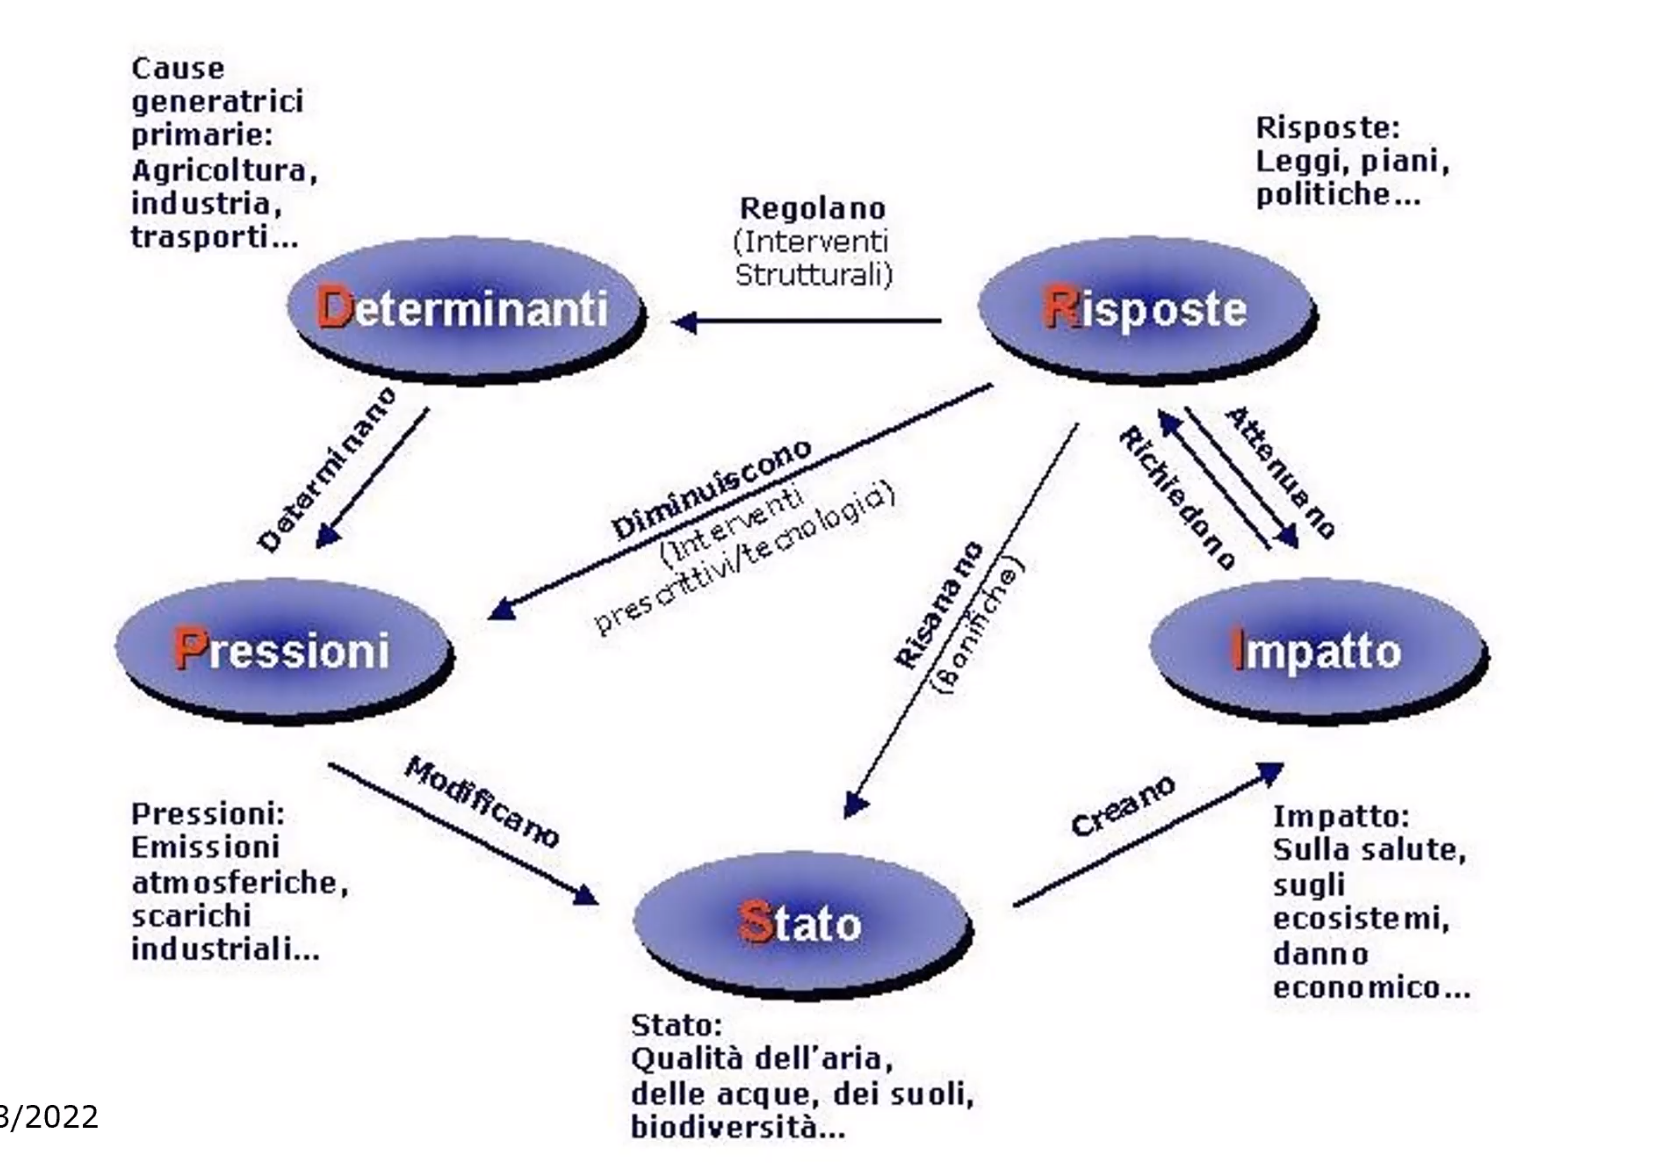 Cause
generatrici
primarie:
Agricoltura,
industria,
trasporti...
Risposte:
Leggi, piani,
politiche...
Regolano
(Interventi
Strutturali)
Determinanti
Risposte
Determinano
Diminuiscono
(Interventi
prescrittivi/tecnologici)
Risanano
(Bonifiche)
Richiedono
Attenuano
Pressioni
Impatto
Modificano
Creano
Pressioni:
Emissioni
atmosferiche,
scarichi
industriali...
Impatto:
Sulla salute,
sugli
ecosistemi,
danno
economico...
Stato
Stato:
Qualità dell'aria,
delle acque, dei suoli,
biodiversità...
3/2022